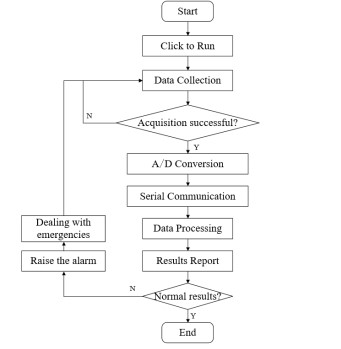 Start
Click to Run
Data Collection
N
Acquisition successful?
Y
A/D Conversion
Serial Communication
Dealing with
emergencies
Data Processing
Raise the alarm
Results Report
N
Normal results?
Y
End